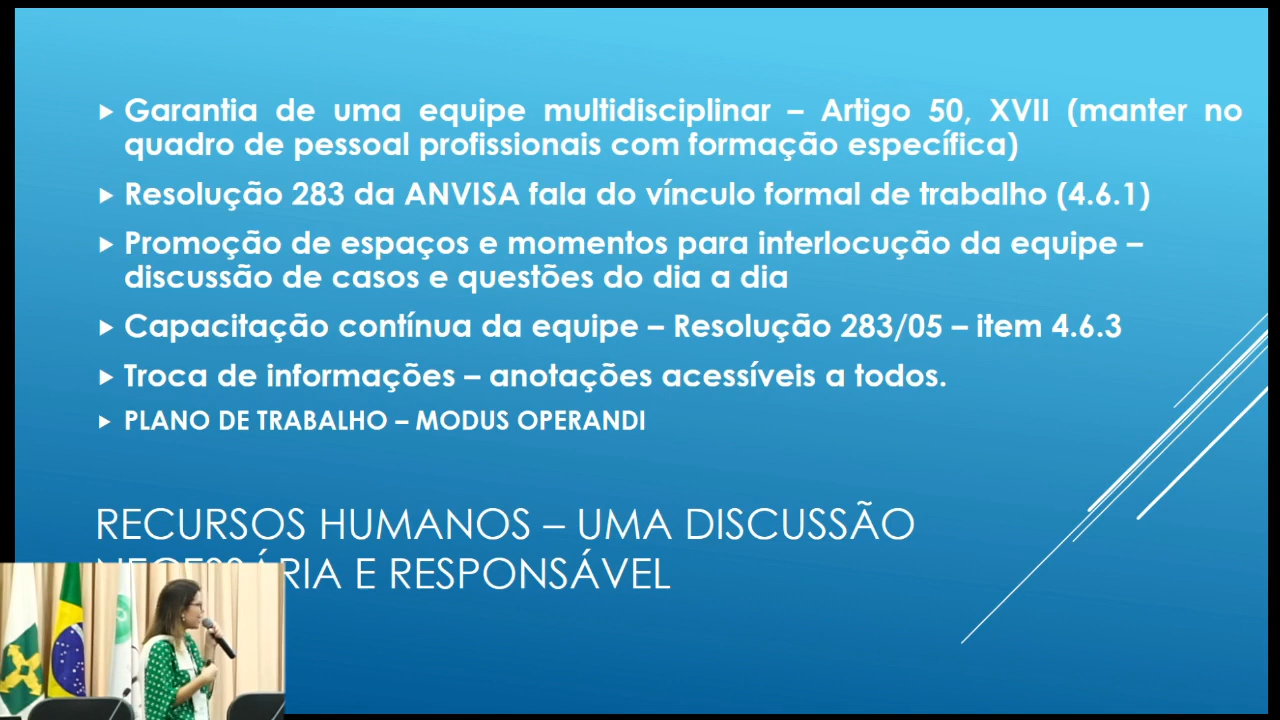 Garantia de uma equipe multidisciplinar – Artigo 50, XVII (manter no
quadro de pessoal profissionais com formação específica)
Resolução 283 da ANVISA fala do vínculo formal de trabalho (4.6.1)
Promoção de espaços e momentos para interlocução da equipe –
discussão de casos e questões do dia a dia
Capacitação contínua da equipe – Resolução 283/05 – item 4.6.3
Troca de informações – anotações acessíveis a todos.
PLANO DE TRABALHO – MODUS OPERANDI
RECURSOS HUMANOS – UMA DISCUSSÃO
NECESSÁRIA E RESPONSÁVEL